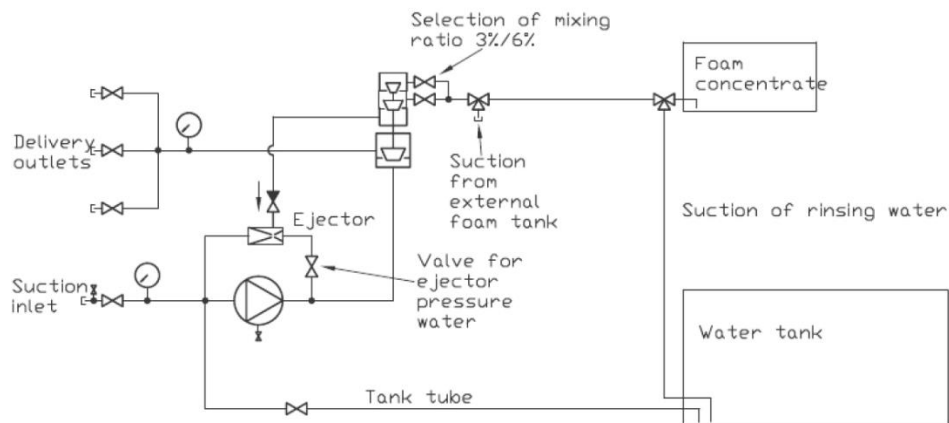 Selection of mixing
ratio 3%/6%
Foam
concentrate
Delivery
outlets
Suction
from
external
foam tank
Ejector
Suction of rinsing water
Suction
inlet
Valve for
ejector
pressure
water
Water tank
Tank tube